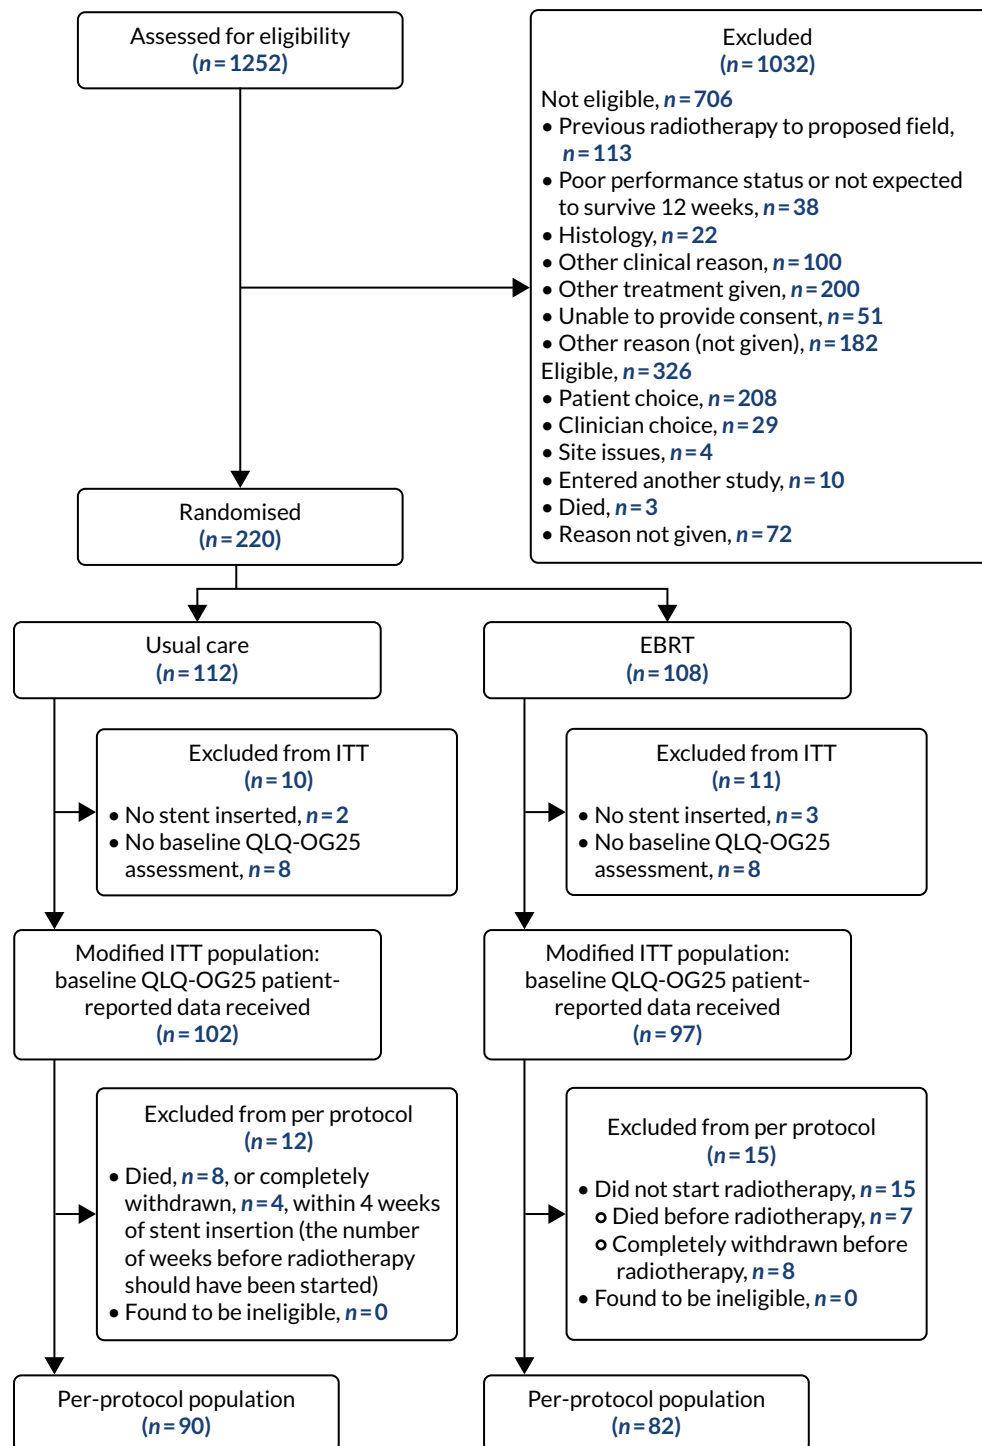 Assessed for eligibility
(n=1252)
Excluded
(n=1032)
Not eligible, n=706
• Previous radiotherapy to proposed field,
n=113
• Poor performance status or not expected
to survive 12 weeks, n=38
• Histology, n=22
• Other clinical reason, n=100
• Other treatment given, n=200
• Unable to provide consent, n=51
• Other reason (not given), n=182
Eligible, n=326
• Patient choice, n=208
• Clinician choice, n=29
• Site issues, n=4
• Entered another study, n=10
• Died, n=3
• Reason not given, n=72
Randomised
(n=220)
Usual care
(n=112)
EBRT
(n=108)
Excluded from ITT
(n=10)
• No stent inserted, n=2
• No baseline QLQ-OG25
assessment, n=8
Excluded from ITT
(n=11)
• No stent inserted, n=3
• No baseline QLQ-OG25
assessment, n=8
Modified ITT population:
baseline QLQ-OG25 patient-
reported data received
(n=102)
Modified ITT population:
baseline QLQ-OG25 patient-
reported data received
(n=97)
Excluded from per protocol
(n=12)
• Died, n=8, or completely
withdrawn, n=4, within 4 weeks
of stent insertion (the number
of weeks before radiotherapy
should have been started)
• Found to be ineligible, n=0
Excluded from per protocol
(n=15)
• Did not start radiotherapy, n=15
o Died before radiotherapy, n=7
o Completely withdrawn before
radiotherapy, n=8
• Found to be ineligible, n=0
Per-protocol population
(n=90)
Per-protocol population
(n=82)